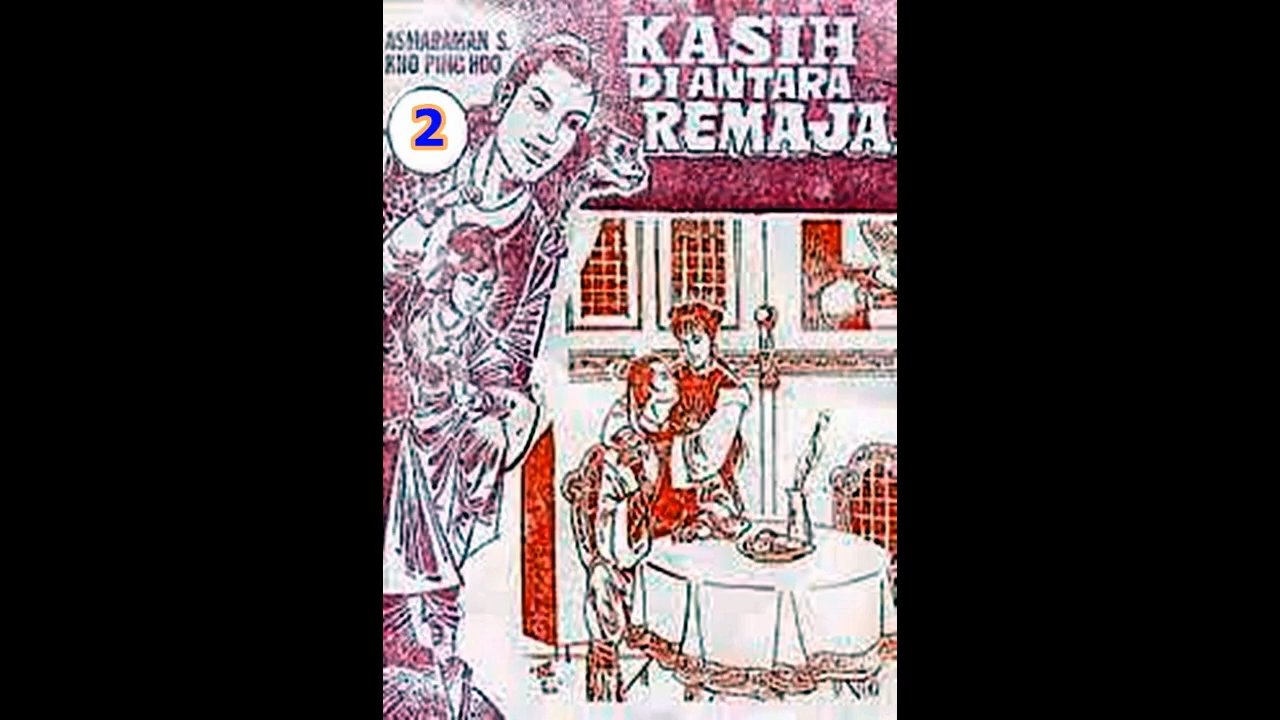 ASMARAMAN S.
KHO PING HOO
2
KASIH
DI ANTARA
REMAJA